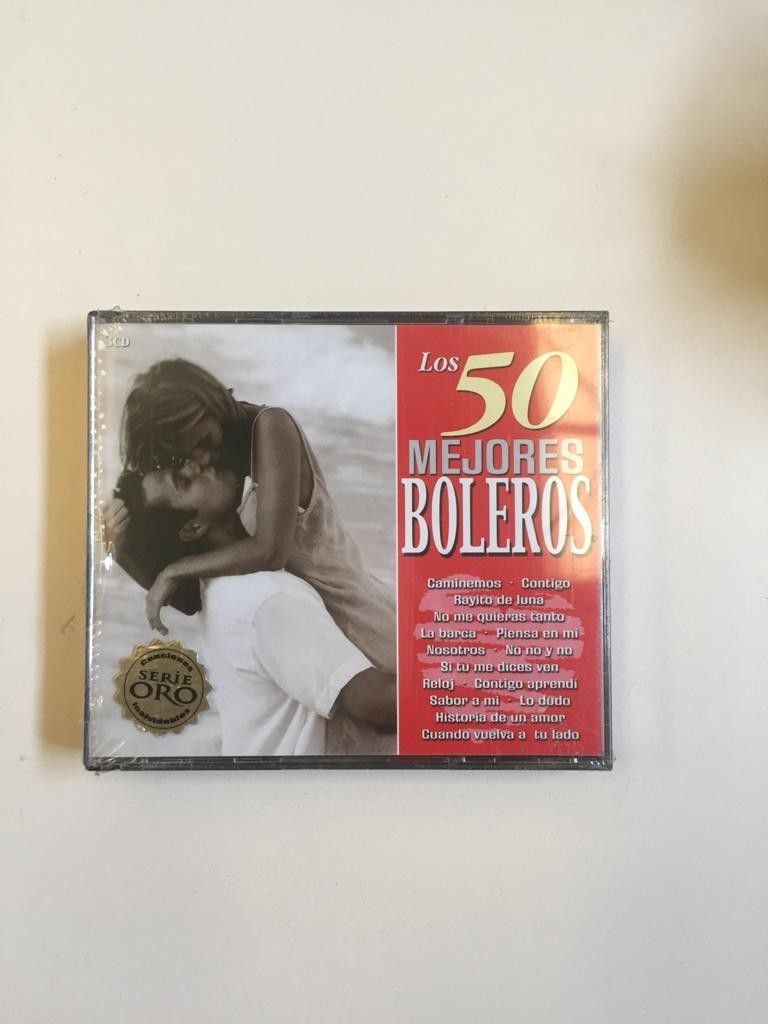 3CD
Los 50
MEJORES
BOLEROS
Caminemos · Contigo
Rayito de luna
No me quieras tanto
La barca · Piensa en mi
Nosotros · No no y no
Si tu me dices ven
Reloj · Contigo aprendi
Sabor a mi · Lo dudo
Historia de un amor
Cuando vuelva a tu lado
Canciones
SERIE
ORO
inolvidables